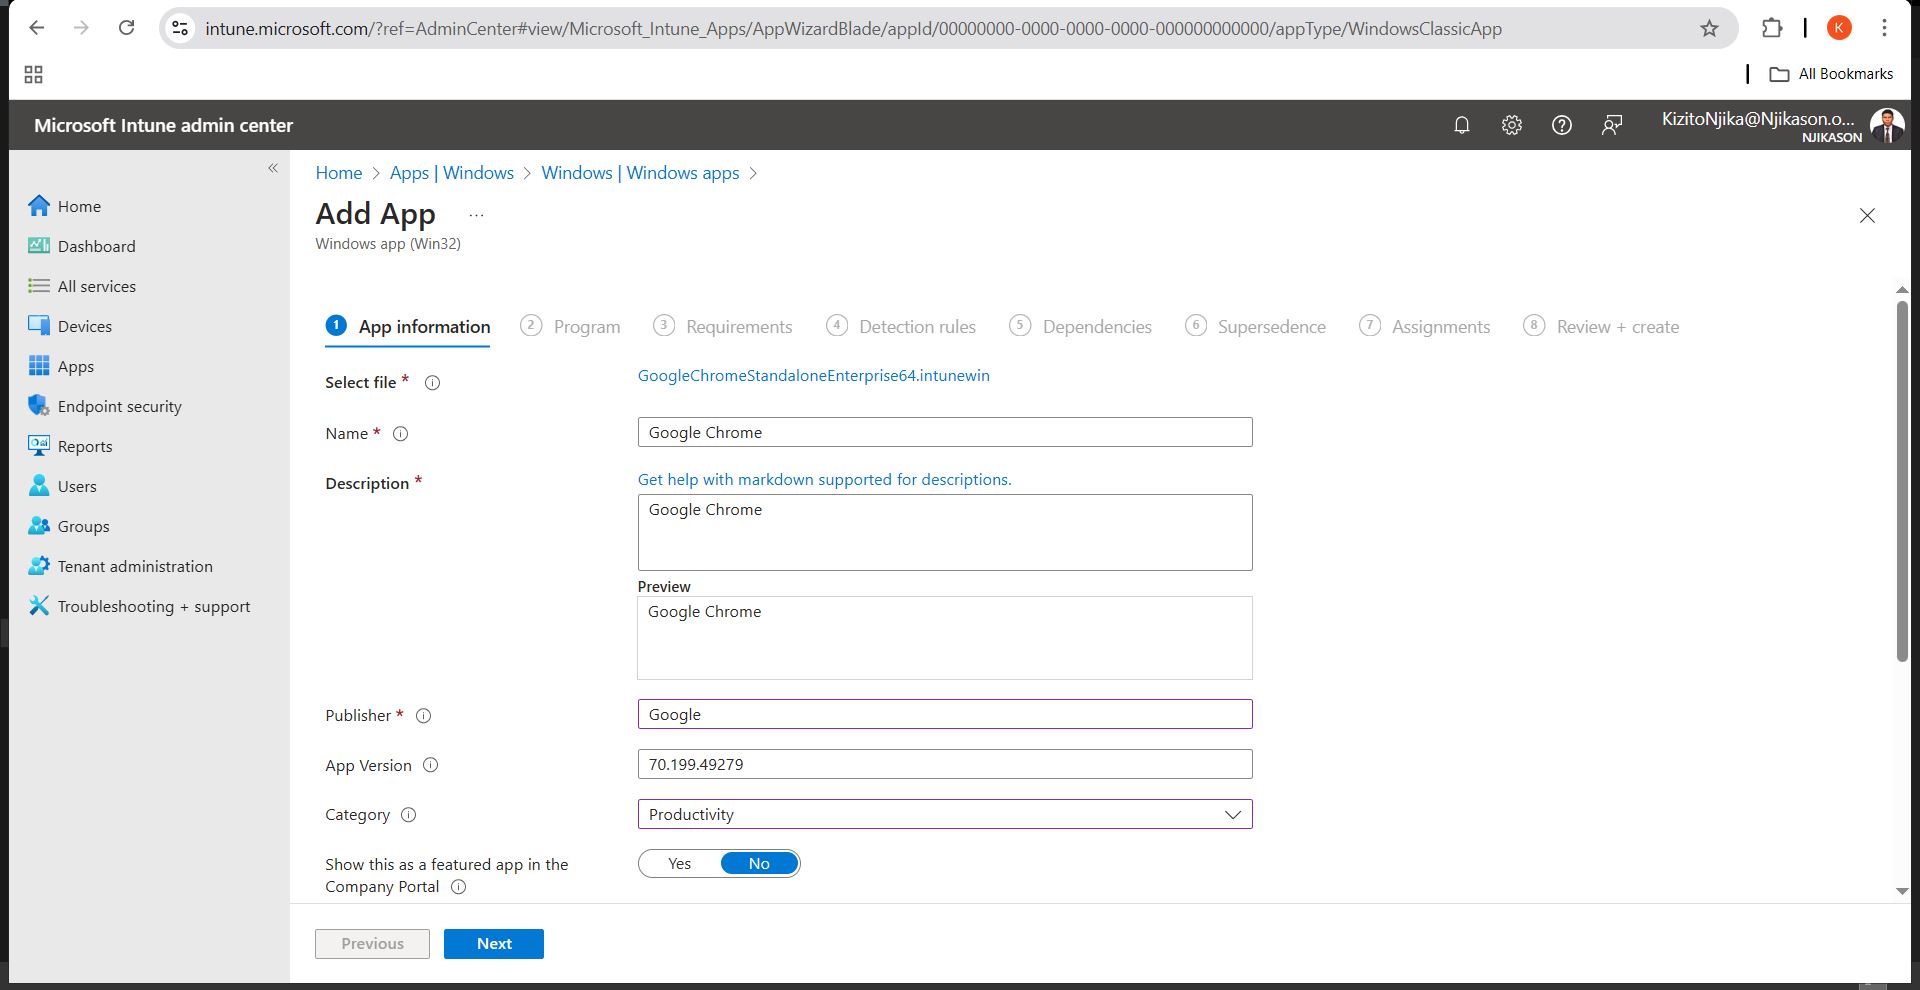 intune.microsoft.com/?ref=AdminCenter#view/Microsoft_Intune_Apps/AppWizardBlade/appId/00000000-0000-0000-0000-000000000000/appType/WindowsClassicApp
K
All Bookmarks
Microsoft Intune admin center
KizitoNjika@Njikason.o...
NJIKASON
Home > Apps | Windows > Windows | Windows apps >
Add App ...
Windows app (Win32)
Home
Dashboard
All services
Devices
Apps
Endpoint security
Reports
Users
Groups
Tenant administration
Troubleshooting + support
1 App information 2 Program 3 Requirements 4 Detection rules 5 Dependencies 6 Supersedence 7 Assignments 8 Review + create
Select file * GoogleChromeStandaloneEnterprise64.intunewin
Name * Google Chrome
Description * Get help with markdown supported for descriptions.
Google Chrome
Preview
Google Chrome
Publisher * Google
App Version 70.199.49279
Category Productivity
Show this as a featured app in the
Company Portal
Yes No
Previous Next